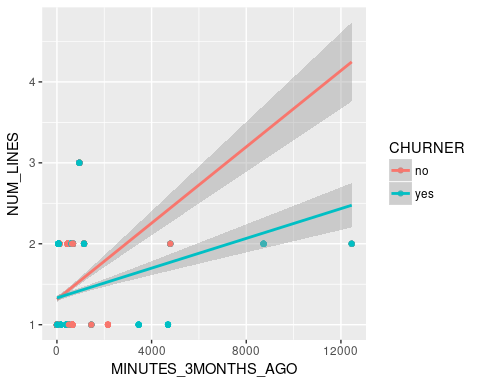 NUM_LINES
4
3
2
1
0
4000
8000
12000
MINUTES_3MONTHS_AGO
CHURNER
no
yes